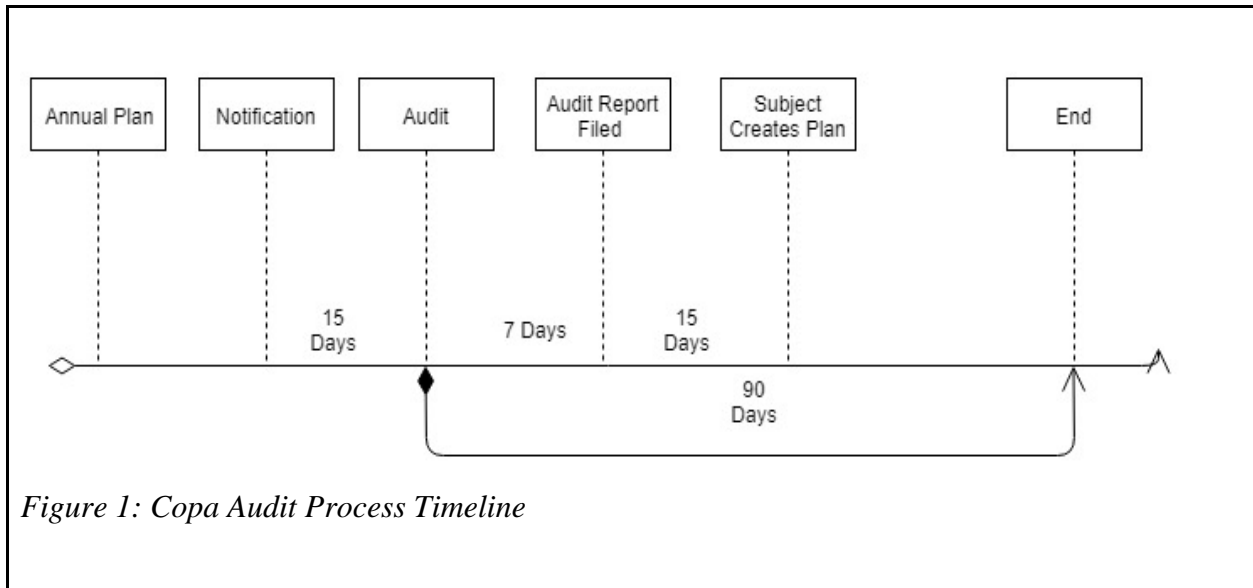 Annual Plan
Notification
Audit
Audit Report
Filed
Subject
Creates Plan
End
15
Days
7 Days
15
Days
90
Days
Figure 1: Copa Audit Process Timeline